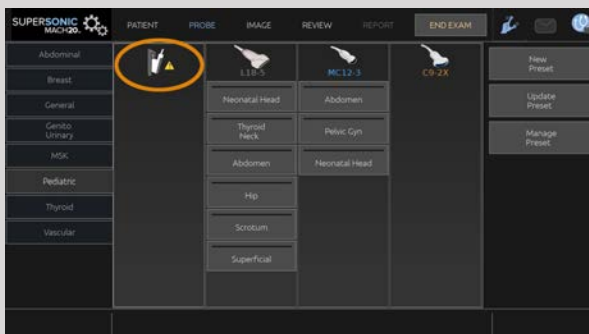 SUPERSONIC
MACH20.
PATIENT
PROBE
IMAGE
REVIEW
REPORT
END EXAM
Abdominal
Breast
General
Genito
Urinary
MSK
Pediatric
Thyroid
Vascular
L18-5
MC12-3
C9-2X
Neonatal Head
Thyroid
Neck
Abdomen
Hip
Scrotum
Superficial
Abdomen
Pelvic Gyn
Neonatal Head
New
Preset
Update
Preset
Manage
Preset